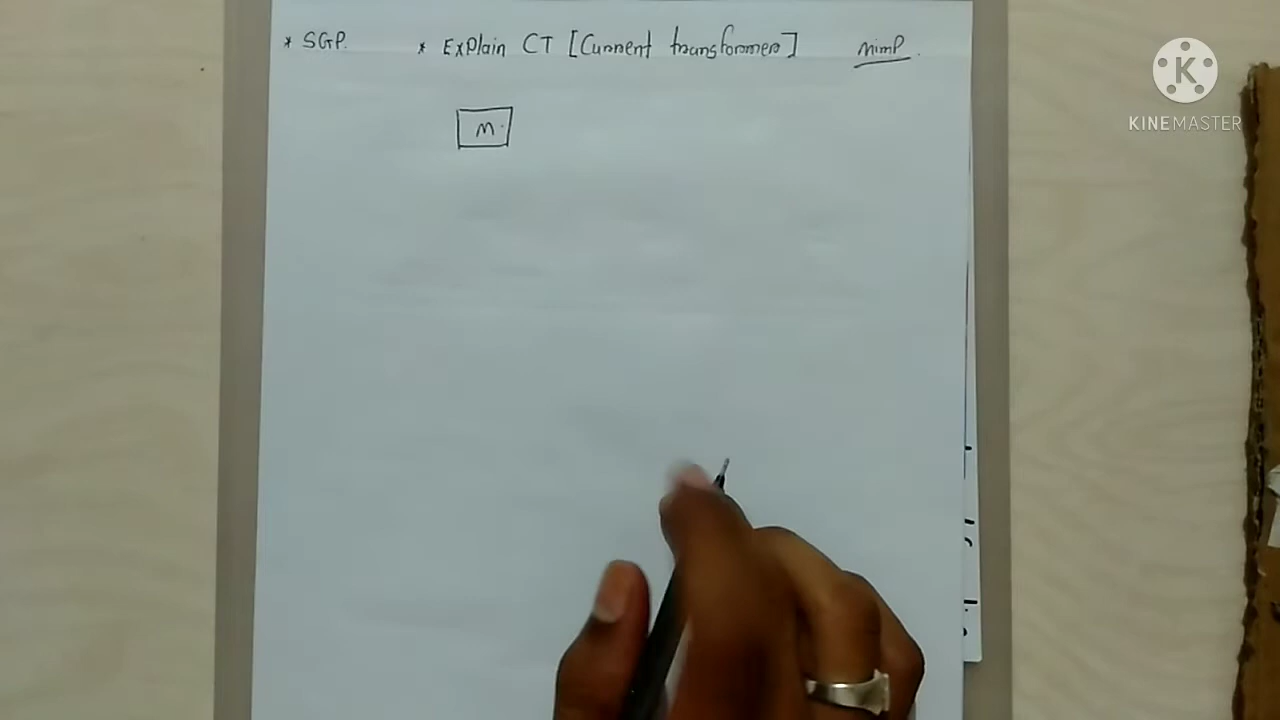 * SGP. * Explain CT [Current transformer] mimP.
m.
K
KINEMASTER